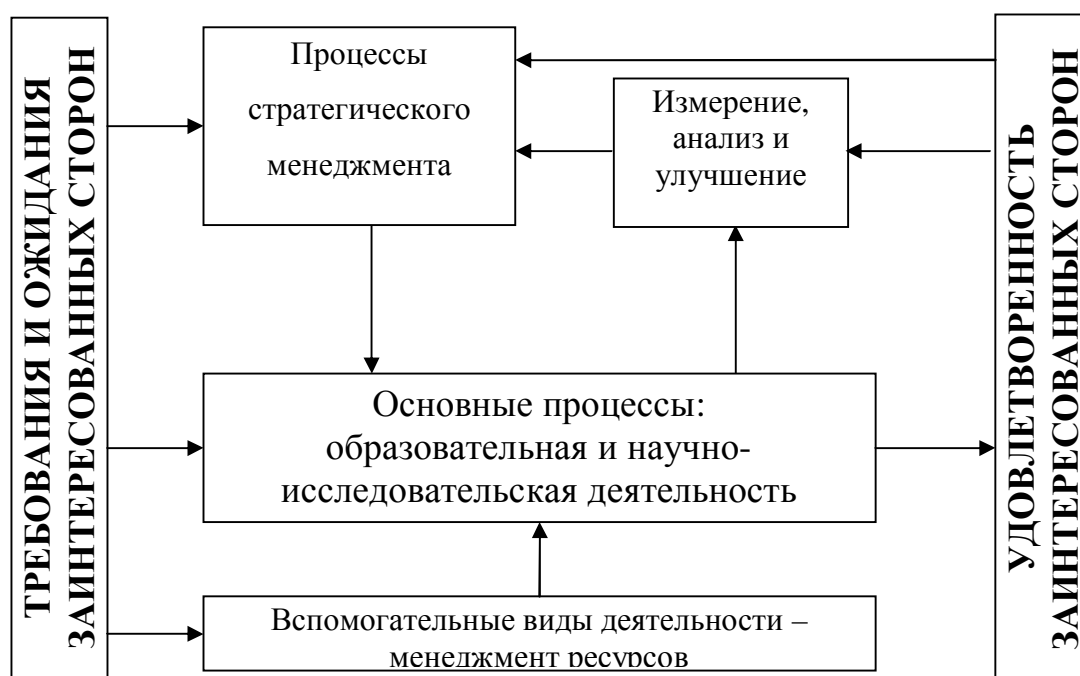 ТРЕБОВАНИЯ И ОЖИДАНИЯ
ЗАИНТЕРЕСОВАННЫХ СТОРОН
Процессы
стратегического
менеджмента
Измерение,
анализ и
улучшение
Основные процессы:
образовательная и научно-
исследовательская деятельность
Вспомогательные виды деятельности –
менеджмент ресурсов
УДОВЛЕТВОРЕННОСТЬ
ЗАИНТЕРЕСОВАННЫХ СТОРОН